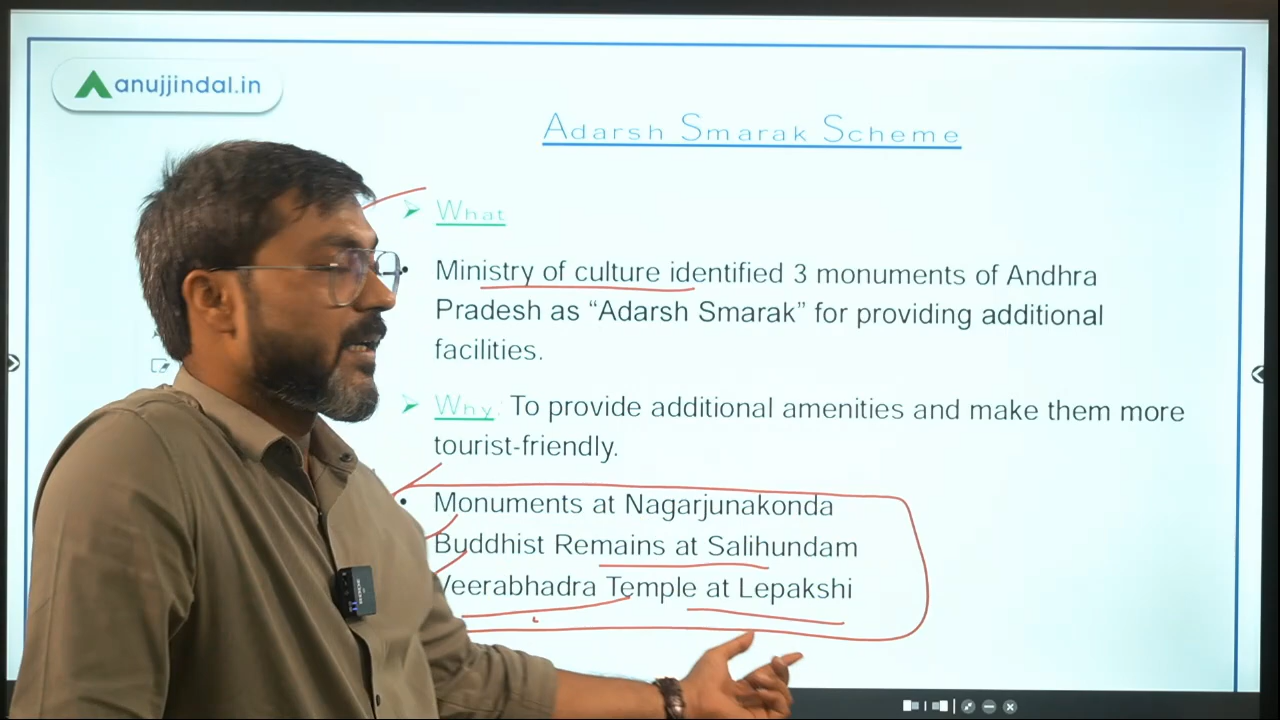 anujjindal.in
Adarsh Smarak Scheme
What
Ministry of culture identified 3 monuments of Andhra
Pradesh as “Adarsh Smarak” for providing additional
facilities.
Why: To provide additional amenities and make them more
tourist-friendly.
Monuments at Nagarjunakonda
Buddhist Remains at Salihundam
Veerabhadra Temple at Lepakshi